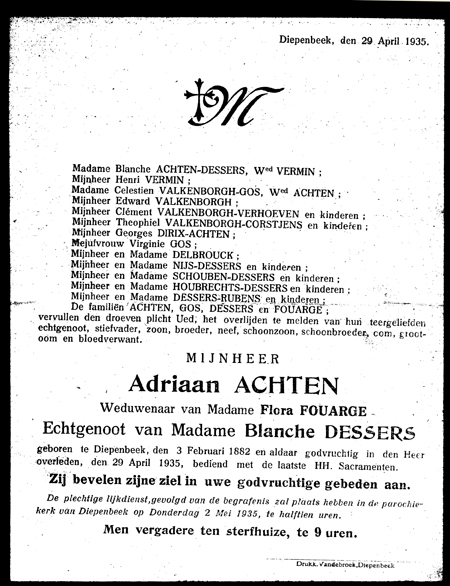 Diepenbeek, den 29 April 1935.
M
Madame Blanche ACHTEN-DESSERS, Wed VERMIN ;
Mijnheer Henri VERMIN ;
Madame Celestien VALKENBORGH-GOS, Wed ACHTEN ;
Mijnheer Edward VALKENBORGH ;
Mijnheer Clément VALKENBORGH-VERHOEVEN en kinderen ;
Mijnheer Theophiel VALKENBORGH-CORSTJENS en kinderen ;
Mijnheer Georges DIRIX-ACHTEN ;
Mejufvrouw Virginie GOS ;
Mijnheer en Madame DELBROUCK ;
Mijnheer en Madame NIJS-DESSERS en kinderen ;
Mijnheer en Madame SCHOUBEN-DESSERS en kinderen ;
Mijnheer en Madame HOUBRECHTS-DESSERS en kinderen ;
Mijnheer en Madame DESSERS-RUBENS en kinderen ;
De familiën ACHTEN, GOS, DESSERS en FOUARGE ;
vervullen den droeven plicht Ued. het overlijden te melden van hun teergeliefden
echtgenoot, stiefvader, zoon, broeder, neef, schoonzoon, schoonbroeder, oom, groot-
oom en bloedverwant.
MIJNHEER
Adriaan ACHTEN
Weduwenaar van Madame Flora FOUARGE
Echtgenoot van Madame Blanche DESSERS
geboren te Diepenbeek, den 3 Februari 1882 en aldaar godvruchtig in den Heer
overleden, den 29 April 1935, bediend met de laatste HH. Sacramenten.
Zij bevelen zijne ziel in uwe godvruchtige gebeden aan.
De plechtige lijkdienst,gevolgd van de begrafenis zal plaats hebben in de parochie-
kerk van Diepenbeek op Donderdag 2 Mei 1935, te halftien uren.
Men vergadere ten sterfhuize, te 9 uren.
Drukk. Vandebroek,Diepenbeek